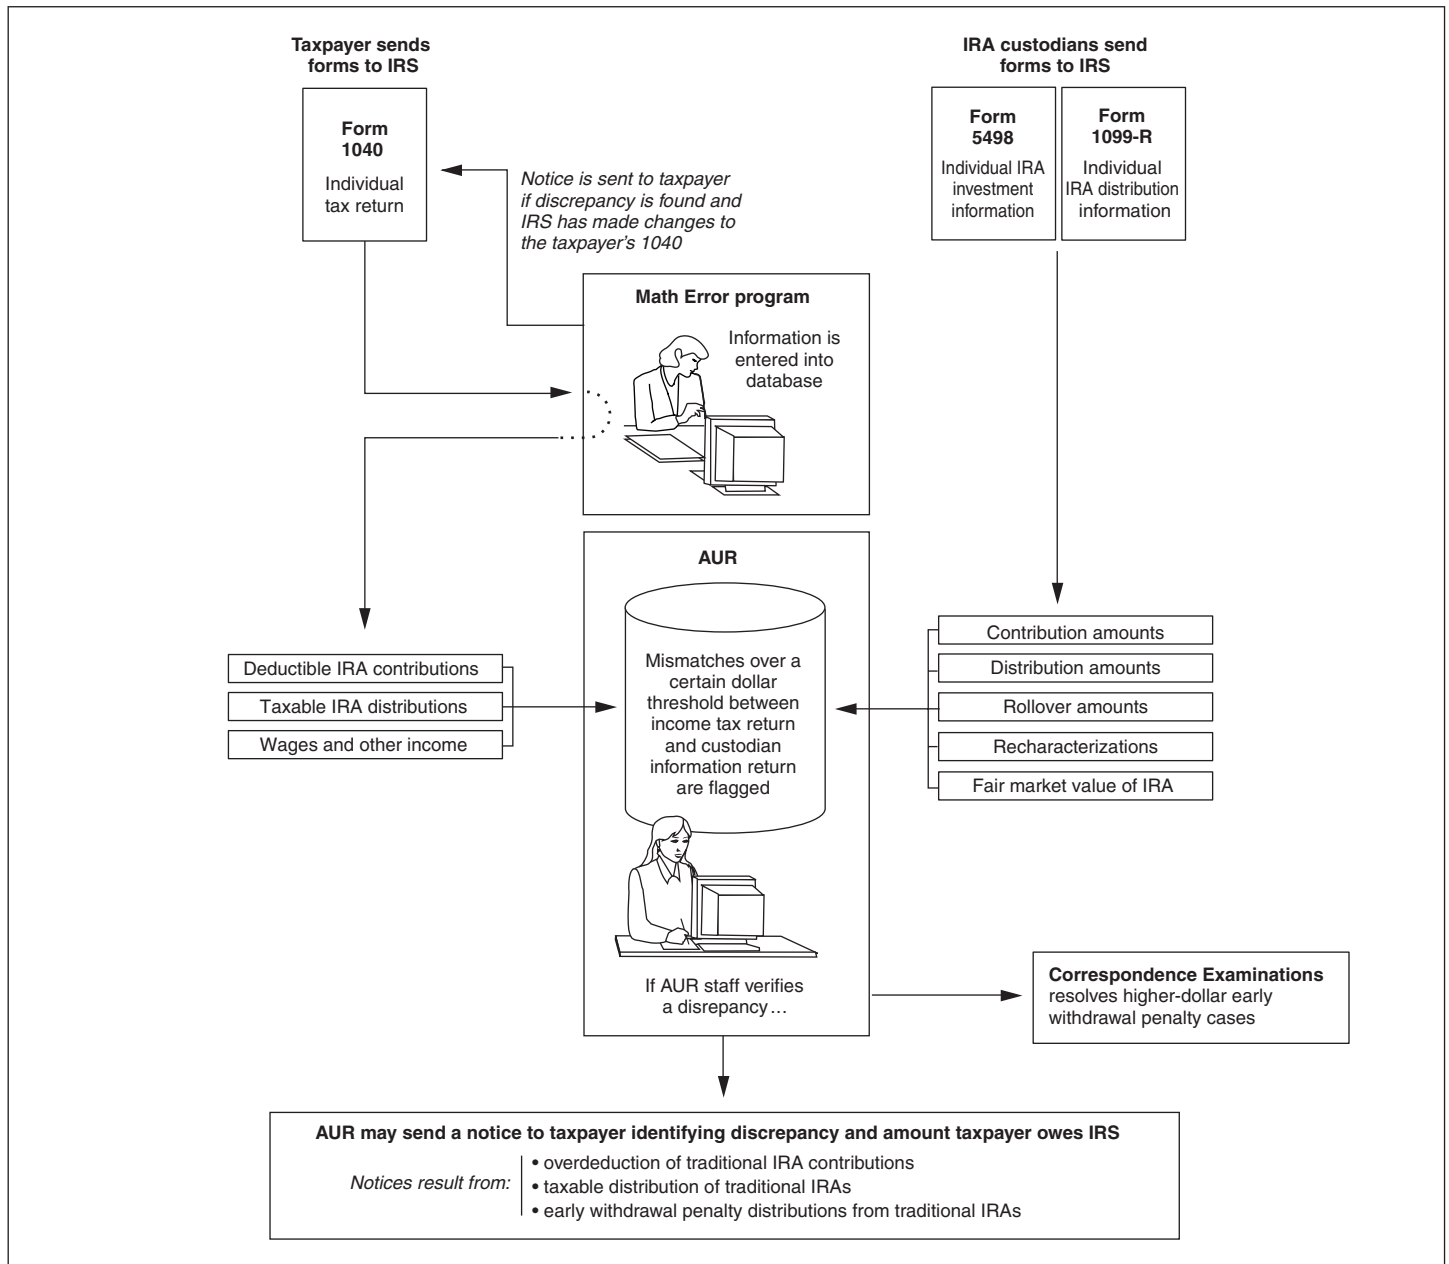 Taxpayer sends
forms to IRS
Form
1040
Individual
tax return
IRA custodians send
forms to IRS
Form
5498
Individual IRA
investment
information
Form
1099-R
Individual
IRA distribution
information
Notice is sent to taxpayer
if discrepancy is found and
IRS has made changes to
the taxpayer's 1040
Math Error program
Information is
entered into
database
AUR
Mismatches over a
certain dollar
threshold between
income tax return
and custodian
information return
are flagged
Deductible IRA contributions
Taxable IRA distributions
Wages and other income
Contribution amounts
Distribution amounts
Rollover amounts
Recharacterizations
Fair market value of IRA
If AUR staff verifies
a disrepancy…
Correspondence Examinations
resolves higher-dollar early
withdrawal penalty cases
AUR may send a notice to taxpayer identifying discrepancy and amount taxpayer owes IRS
Notices result from:
• overdeduction of traditional IRA contributions
• taxable distribution of traditional IRAs
• early withdrawal penalty distributions from traditional IRAs